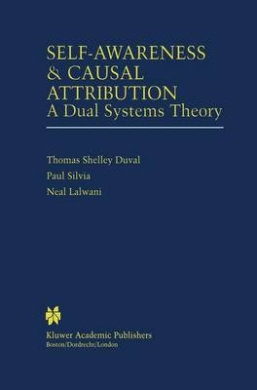 SELF-AWARENESS
& CAUSAL
ATTRIBUTION
A Dual Systems Theory
Thomas Shelley Duval
Paul Silvia
Neal Lalwani
Kluwer Academic Publishers
Boston/Dordrecht/London